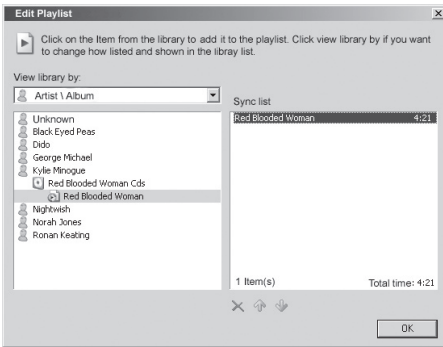 Edit Playlist
Click on the Item from the library to add it to the playlist. Click view library by if you want
to change how listed and shown in the libray list.
View library by:
Artist \ Album
Sync list
Unknown
Black Eyed Peas
Dido
George Michael
Kylie Minogue
Red Blooded Woman Cds
Red Blooded Woman
Nightwish
Norah Jones
Ronan Keating
Red Blooded Woman 4:21
1 Item(s) Total time: 4:21
OK